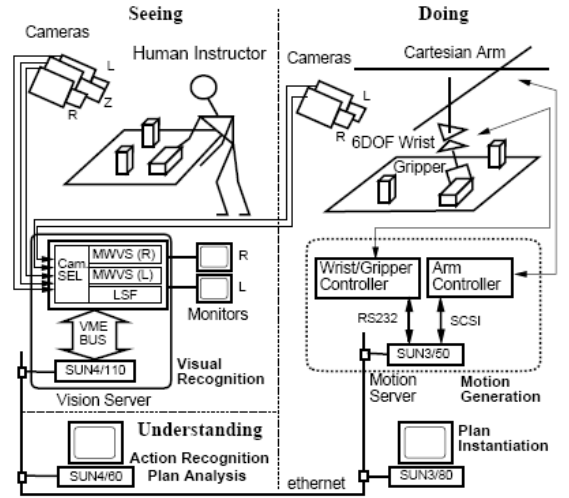 Seeing
Doing
Cameras
Human Instructor
L
Z
R
Cameras
L
R
Cartesian Arm
6DOF Wrist
Gripper
Cam.
SEL
MWVS (R)
MWVS (L)
LSF
R
L
Monitors
VME
BUS
SUN4/110
Visual
Recognition
Vision Server
Wrist/Gripper
Controller
Arm
Controller
RS232
SCSI
SUN3/50
Motion
Server
Motion
Generation
Understanding
Action Recognition
Plan Analysis
SUN4/60
ethernet
Plan
Instantiation
SUN3/80